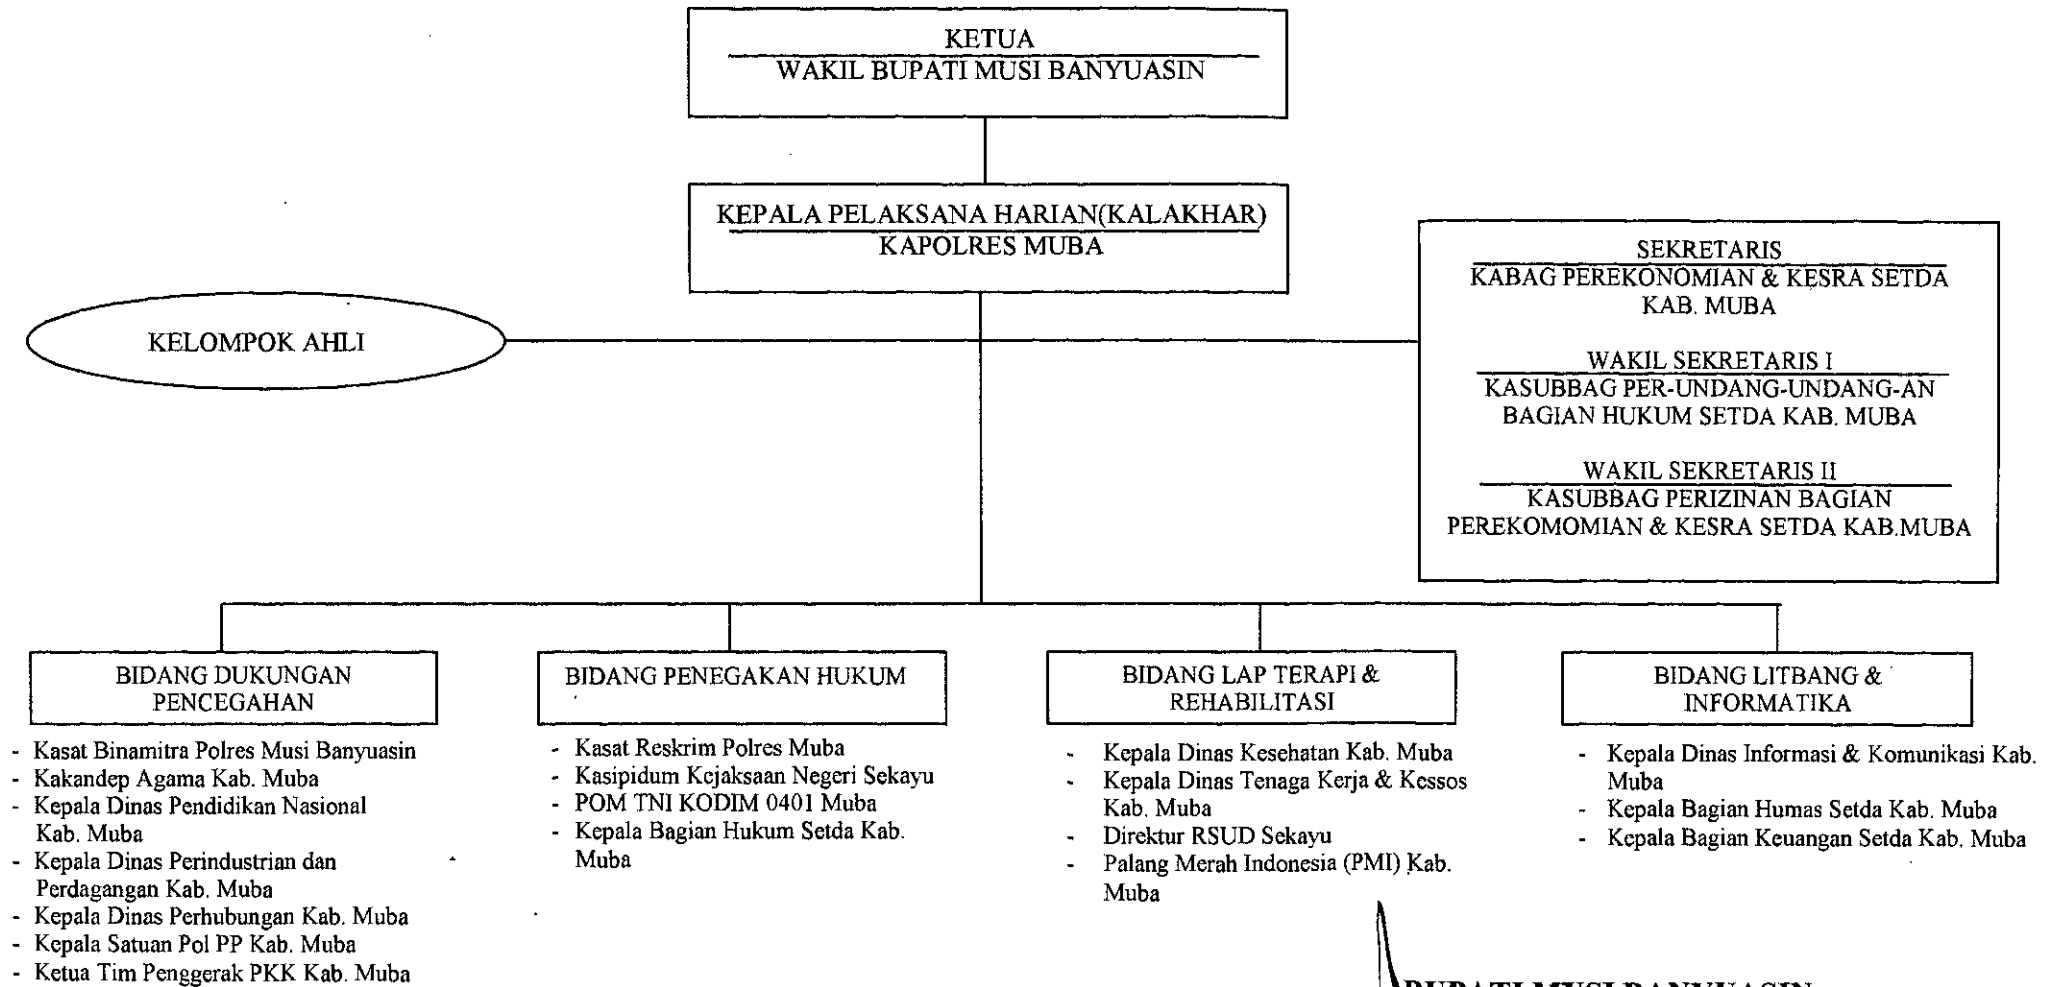 KETUA
WAKIL BUPATI MUSI BANYUASIN
KEPALA PELAKSANA HARIAN(KALAKHAR)
KAPOLRES MUBA
SEKRETARIS
KABAG PEREKONOMIAN & KESRA SETDA
KAB. MUBA
WAKIL SEKRETARIS I
KASUBBAG PER-UNDANG-UNDANG-AN
BAGIAN HUKUM SETDA KAB. MUBA
WAKIL SEKRETARIS II
KASUBBAG PERIZINAN BAGIAN
PEREKOMOMIAN & KESRA SETDA KAB.MUBA
KELOMPOK AHLI
BIDANG DUKUNGAN
PENCEGAHAN
- Kasat Binamitra Polres Musi Banyuasin
- Kakandep Agama Kab. Muba
- Kepala Dinas Pendidikan Nasional
Kab. Muba
- Kepala Dinas Perindustrian dan
Perdagangan Kab. Muba
- Kepala Dinas Perhubungan Kab. Muba
- Kepala Satuan Pol PP Kab. Muba
- Ketua Tim Penggerak PKK Kab. Muba
BIDANG PENEGAKAN HUKUM
- Kasat Reskrim Polres Muba
- Kasipidum Kejaksaan Negeri Sekayu
- POM TNI KODIM 0401 Muba
- Kepala Bagian Hukum Setda Kab.
Muba
BIDANG LAP TERAPI &
REHABILITASI
- Kepala Dinas Kesehatan Kab. Muba
- Kepala Dinas Tenaga Kerja & Kessos
Kab. Muba
- Direktur RSUD Sekayu
- Palang Merah Indonesia (PMI) Kab.
Muba
BIDANG LITBANG &
INFORMATIKA
- Kepala Dinas Informasi & Komunikasi Kab.
Muba
- Kepala Bagian Humas Setda Kab. Muba
- Kepala Bagian Keuangan Setda Kab. Muba
BUPATI MUSI BANYUASIN